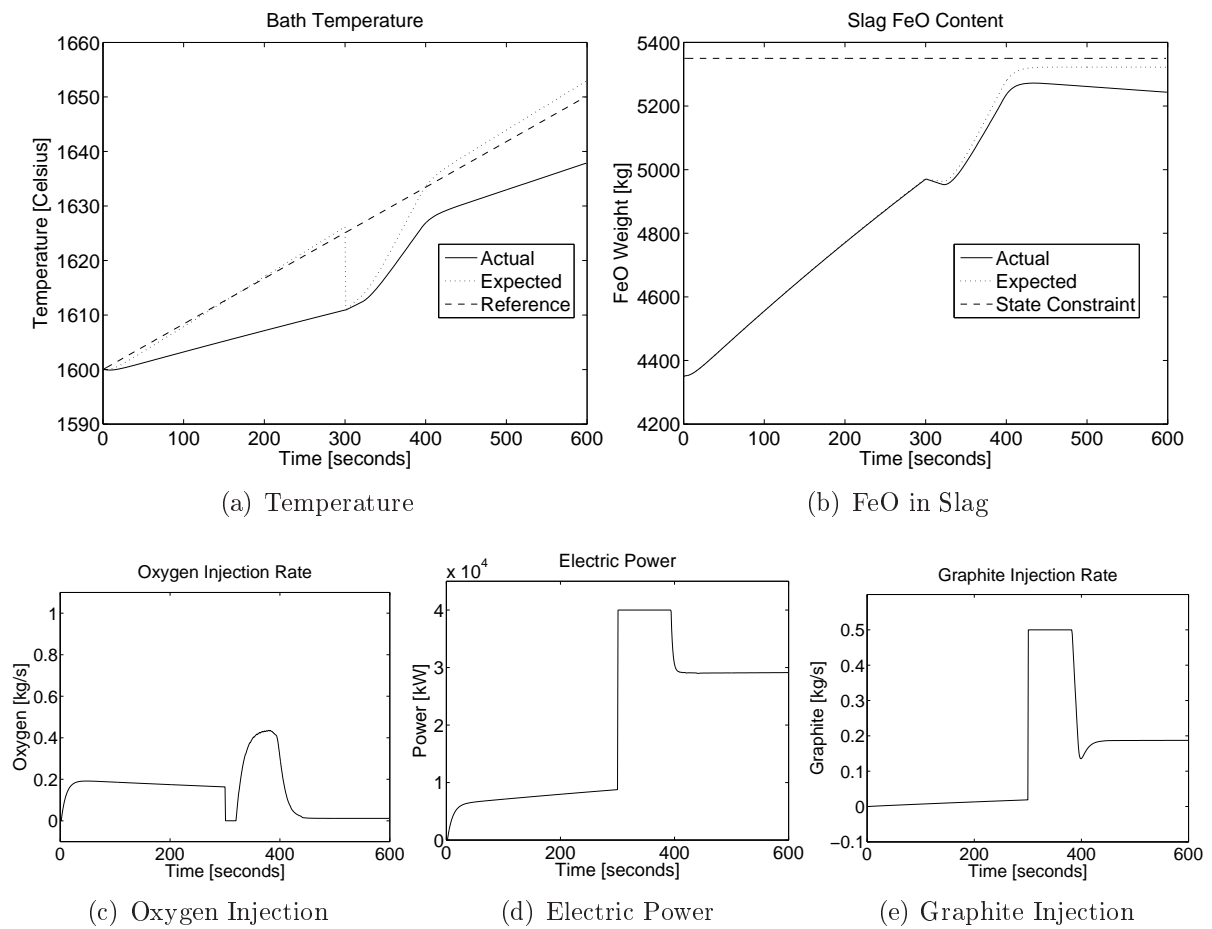 Bath Temperature
1660
1650
1640
1630
1620
1610
1600
1590
Temperature [Celsius]
Actual
Expected
Reference
0 100 200 300 400 500 600
Time [seconds]
(a) Temperature
Slag FeO Content
5400
5200
5000
4800
4600
4400
4200
FeO Weight [kg]
Actual
Expected
State Constraint
0 100 200 300 400 500 600
Time [seconds]
(b) FeO in Slag
Oxygen Injection Rate
1
0.8
0.6
0.4
0.2
0
Oxygen [kg/s]
0 200 400 600
Time [seconds]
(c) Oxygen Injection
Electric Power
x 10^4
4
3
2
1
0
Power [kW]
0 200 400 600
Time [seconds]
(d) Electric Power
Graphite Injection Rate
0.5
0.4
0.3
0.2
0.1
0
−0.1
Graphite [kg/s]
0 200 400 600
Time [seconds]
(e) Graphite Injection